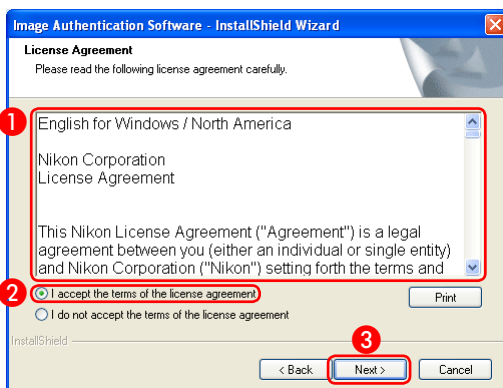 Image Authentication Software - InstallShield Wizard
License Agreement
Please read the following license agreement carefully.
1
English for Windows / North America
Nikon Corporation
License Agreement
This Nikon License Agreement ("Agreement") is a legal
agreement between you (either an individual or single entity)
and Nikon Corporation ("Nikon") setting forth the terms and
2
I accept the terms of the license agreement
Print
I do not accept the terms of the license agreement
InstallShield
3
< Back
Next >
Cancel